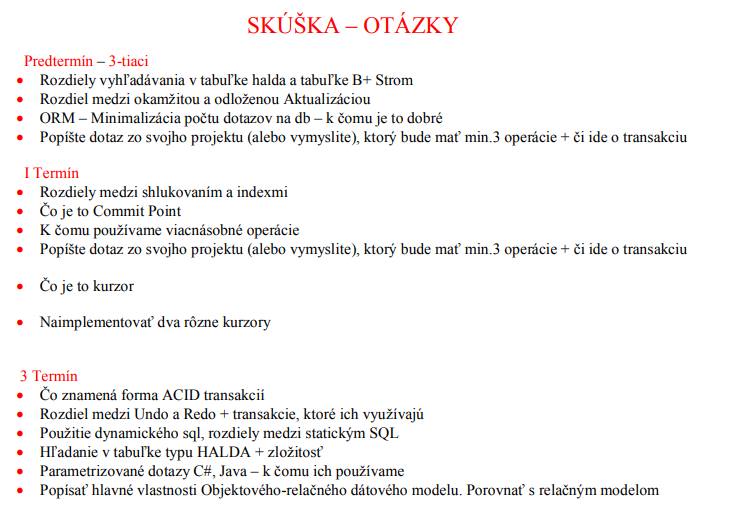 SKÚŠKA – OTÁZKY
Predtermín – 3-tiaci
• Rozdiely vyhľadávania v tabuľke halda a tabuľke B+ Strom
• Rozdiel medzi okamžitou a odloženou Aktualizáciou
• ORM – Minimalizácia počtu dotazov na db – k čomu je to dobré
• Popíšte dotaz zo svojho projektu (alebo vymyslite), ktorý bude mať min.3 operácie + či ide o transakciu
I Termín
• Rozdiely medzi shlukovaním a indexmi
• Čo je to Commit Point
• K čomu používame viacnásobné operácie
• Popíšte dotaz zo svojho projektu (alebo vymyslite), ktorý bude mať min.3 operácie + či ide o transakciu
• Čo je to kurzor
• Naimplementovať dva rôzne kurzory
3 Termín
• Čo znamená forma ACID transakcií
• Rozdiel medzi Undo a Redo + transakcie, ktoré ich využívajú
• Použitie dynamického sql, rozdiely medzi statickým SQL
• Hľadanie v tabuľke typu HALDA + zložitosť
• Parametrizované dotazy C#, Java – k čomu ich používame
• Popísať hlavné vlastnosti Objektového-relačného dátového modelu. Porovnať s relačným modelom